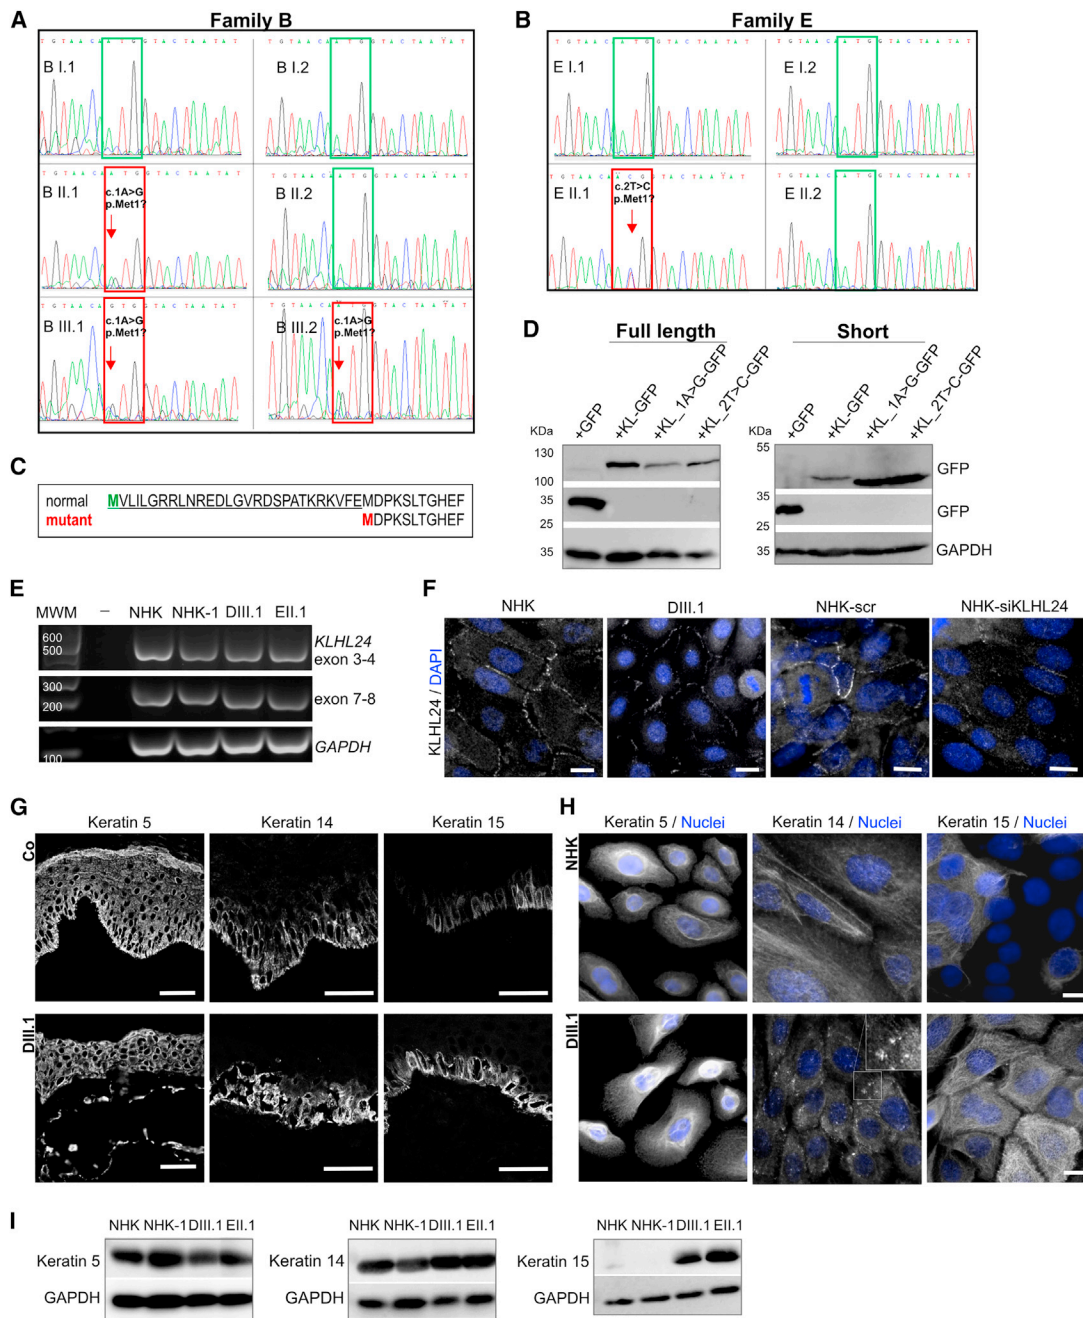 A
Family B
TGTAACAATGGTACTAATAT
TGTAACAATGGTACTAAYAT
B I.1
B I.2
TGTAACAATGGTACTAATAT
TGTAACAATGGTACTAAYAT
B II.1
c.1A>G
p.Met1?
B II.2
B III.1
c.1A>G
p.Met1?
B III.2
c.1A>G
p.Met1?
B
Family E
E I.1
E I.2
E II.1
c.2T>C
p.Met1?
E II.2
C
normal MVLILGRRLNREDLGVRDSPATKRKVFEMDPKSLTGHEF
mutant MDPKSLTGHEF
D
Full length
Short
+GFP
+KL-GFP
+KL_1A>G-GFP
+KL_2T>C-GFP
+GFP
+KL-GFP
+KL_1A>G-GFP
+KL_2T>C-GFP
KDa
130
100
35
25
35
KDa
55
40
35
25
35
GFP
GFP
GAPDH
E
MWM – NHK NHK-1 DIII.1 EII.1
600
500
KLHL24
exon 3-4
300
200
exon 7-8
100
GAPDH
F
NHK DIII.1 NHK-scr NHK-siKLHL24
KLHL24 / DAPI
G
Keratin 5 Keratin 14 Keratin 15
Co
DIII.1
H
Keratin 5 / Nuclei Keratin 14 / Nuclei Keratin 15 / Nuclei
NHK
DIII.1
I
NHK NHK-1 DIII.1 EII.1
Keratin 5
GAPDH
NHK NHK-1 DIII.1 EII.1
Keratin 14
GAPDH
NHK NHK-1 DIII.1 EII.1
Keratin 15
GAPDH